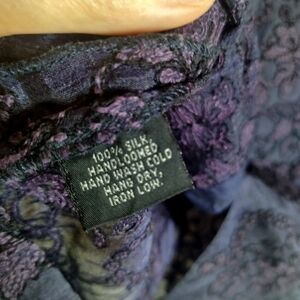 100% SILK.
HANDLOOMED
HAND WASH COLD
HANG DRY.
IRON LOW.